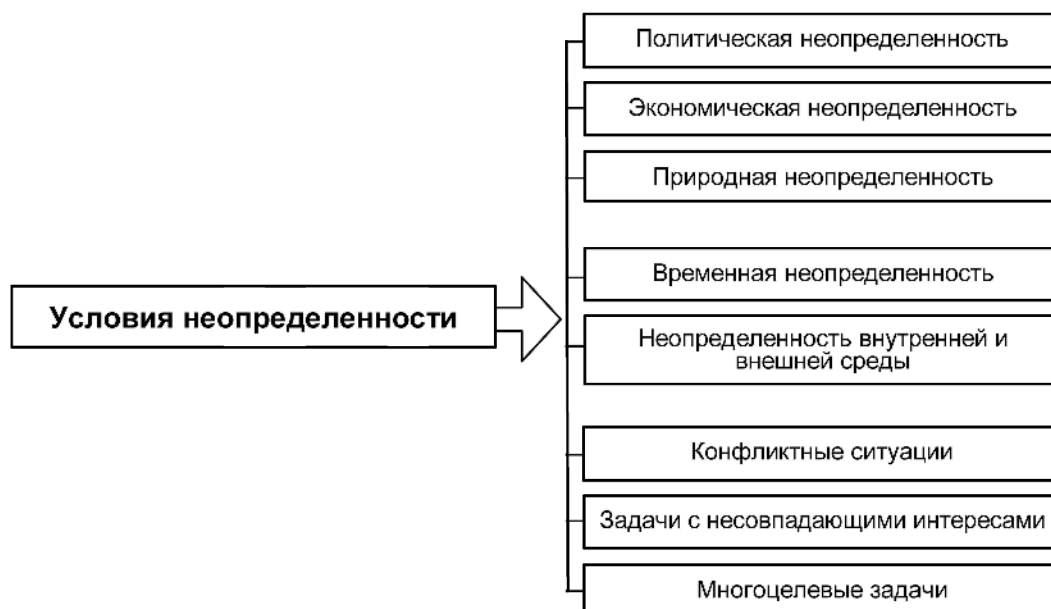 Политическая неопределенность
Экономическая неопределенность
Природная неопределенность
Временная неопределенность
Условия неопределенности
Неопределенность внутренней и
внешней среды
Конфликтные ситуации
Задачи с несовпадающими интересами
Многоцелевые задачи